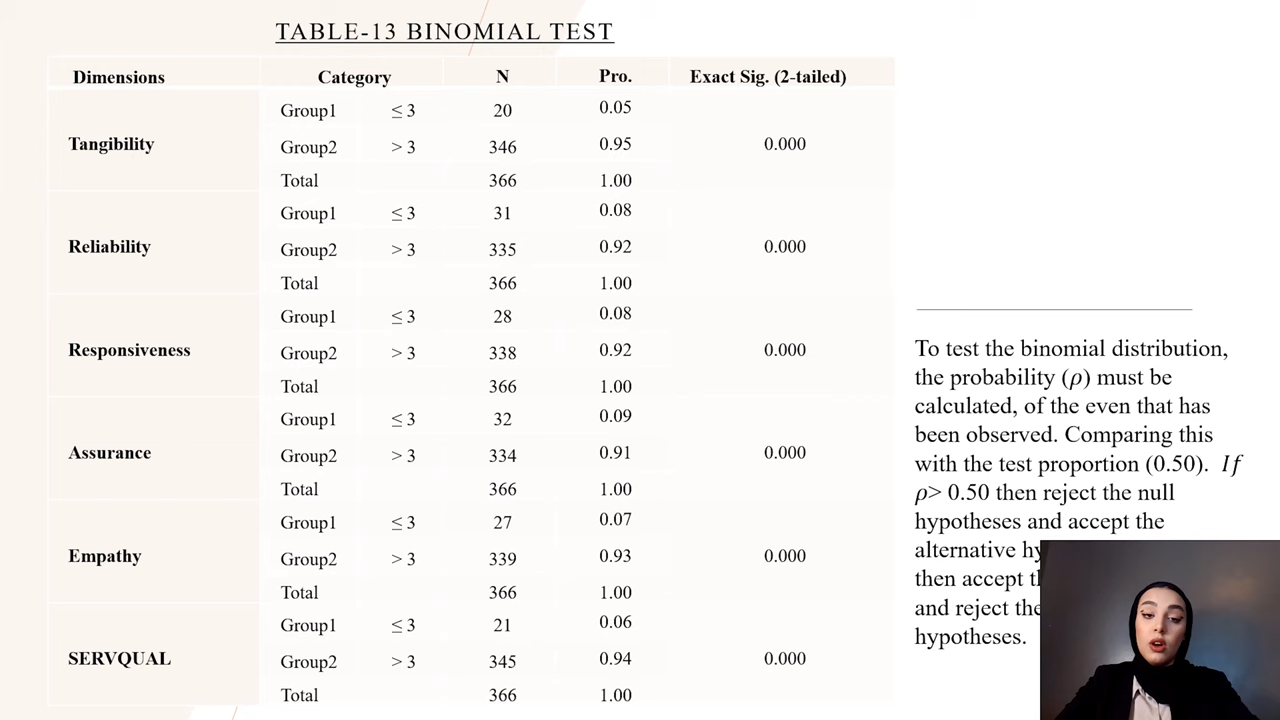 TABLE-13 BINOMIAL TEST
Dimensions Category N Pro. Exact Sig. (2-tailed)
Group1 ≤ 3 20 0.05
Tangibility Group2 > 3 346 0.95 0.000
Total 366 1.00
Group1 ≤ 3 31 0.08
Reliability Group2 > 3 335 0.92 0.000
Total 366 1.00
Group1 ≤ 3 28 0.08
Responsiveness Group2 > 3 338 0.92 0.000
Total 366 1.00
Group1 ≤ 3 32 0.09
Assurance Group2 > 3 334 0.91 0.000
Total 366 1.00
Group1 ≤ 3 27 0.07
Empathy Group2 > 3 339 0.93 0.000
Total 366 1.00
Group1 ≤ 3 21 0.06
SERVQUAL Group2 > 3 345 0.94 0.000
Total 366 1.00
To test the binomial distribution,
the probability (ρ) must be
calculated, of the even that has
been observed. Comparing this
with the test proportion (0.50). If
ρ> 0.50 then reject the null
hypotheses and accept the
alternative
then accept
and reject the
hypotheses.